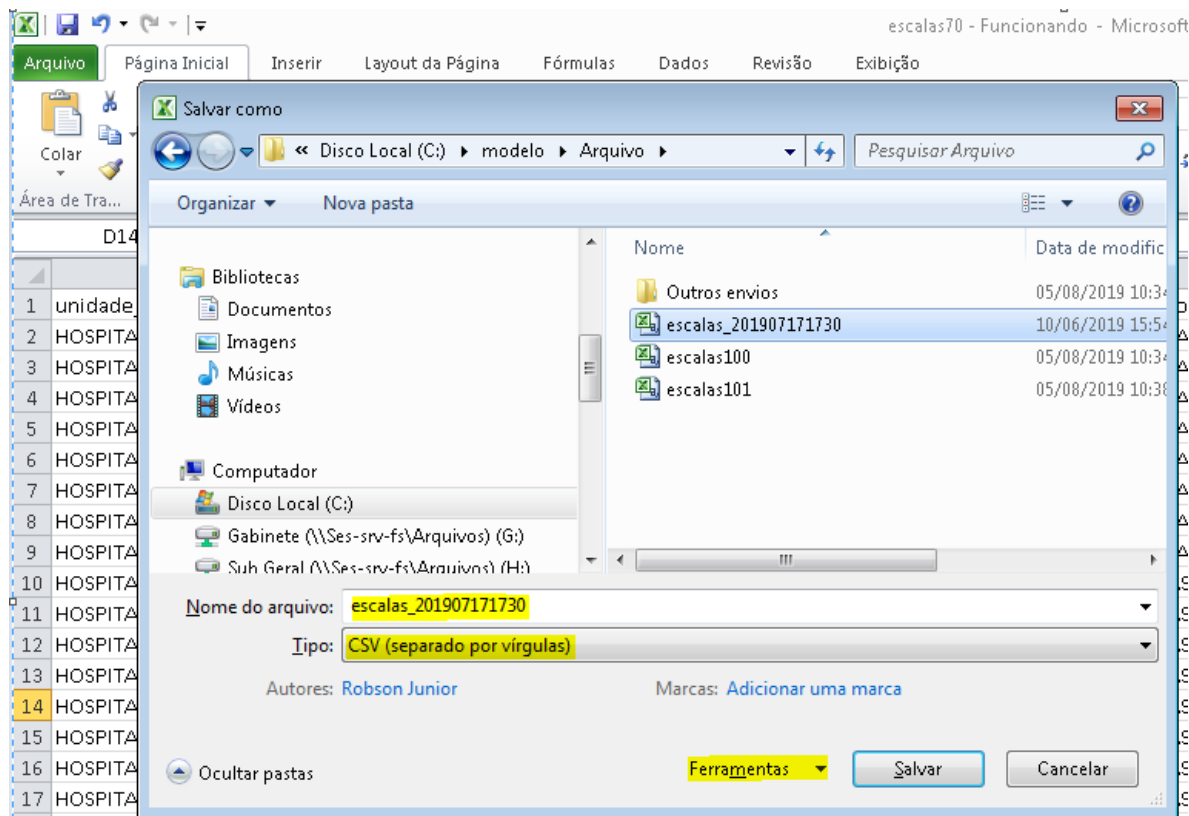 escalas70 - Funcionando - Microsoft
Arquivo Página Inicial Inserir Layout da Página Fórmulas Dados Revisão Exibição
Salvar como
Colar
Área de Tra...
« Disco Local (C:) modelo Arquivo
Pesquisar Arquivo
Organizar Nova pasta
D14
Nome Data de modific
Bibliotecas
Documentos
Imagens
Músicas
Vídeos
Computador
Disco Local (C:)
Gabinete (\\Ses-srv-fs\Arquivos) (G:)
Sub Geral (\\Ses-srv-fs\Arquivos) (H:)
Outros envios 05/08/2019 10:34
escalas_201907171730 10/06/2019 15:54
escalas100 05/08/2019 10:34
escalas101 05/08/2019 10:38
1 unidade_
2 HOSPITA
3 HOSPITA
4 HOSPITA
5 HOSPITA
6 HOSPITA
7 HOSPITA
8 HOSPITA
9 HOSPITA
10 HOSPITA
11 HOSPITA
12 HOSPITA
13 HOSPITA
14 HOSPITA
15 HOSPITA
16 HOSPITA
17 HOSPITA
Nome do arquivo: escalas_201907171730
Tipo: CSV (separado por vírgulas)
Autores: Robson Junior Marcas: Adicionar uma marca
Ocultar pastas Ferramentas Salvar Cancelar